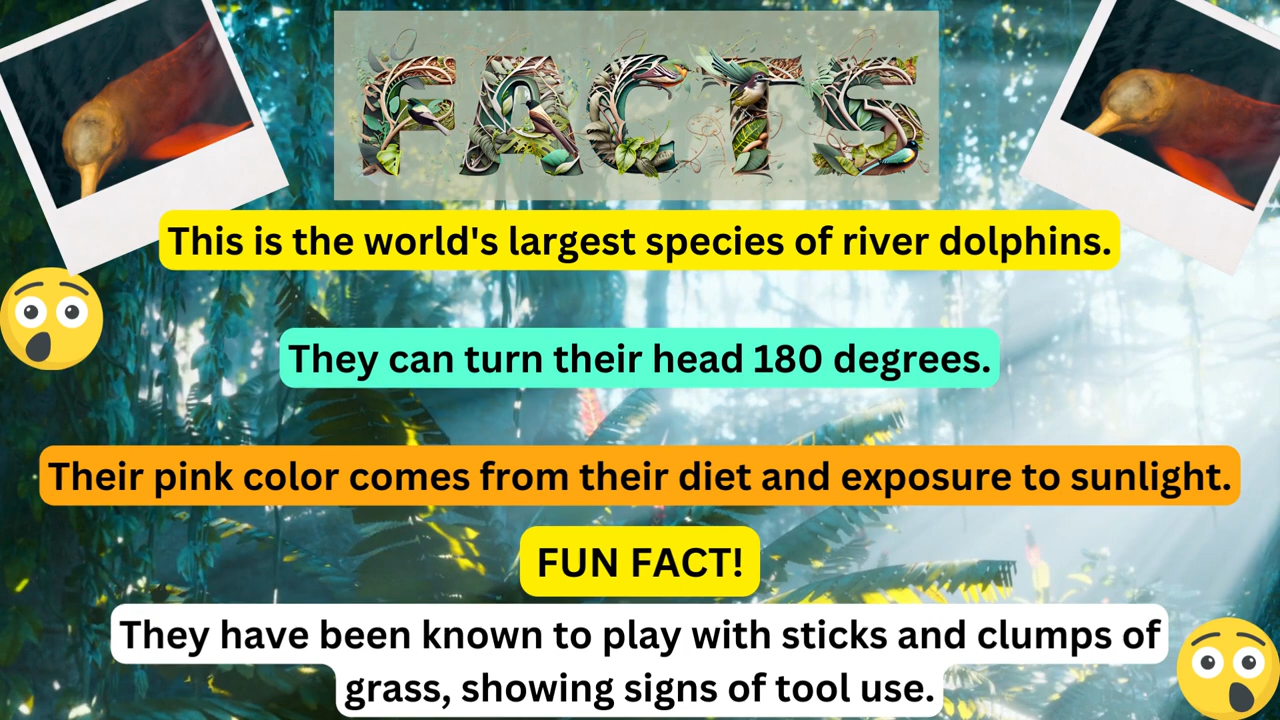 FACTS
This is the world's largest species of river dolphins.
They can turn their head 180 degrees.
Their pink color comes from their diet and exposure to sunlight.
FUN FACT!
They have been known to play with sticks and clumps of
grass, showing signs of tool use.